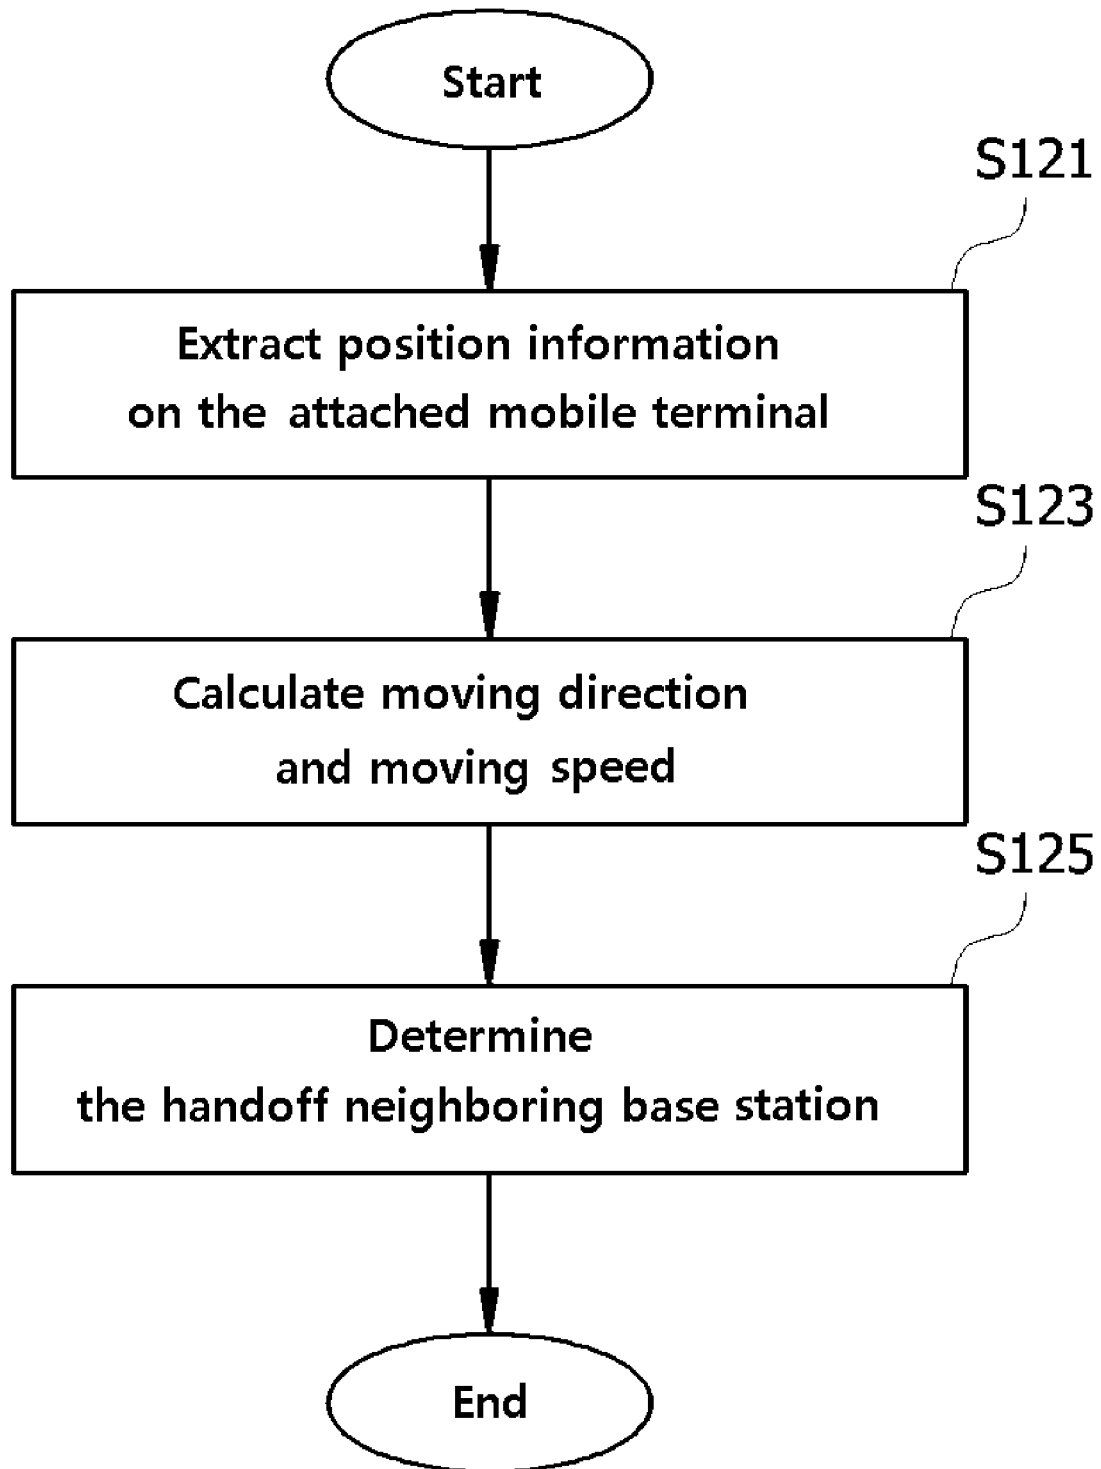 Start
S121
Extract position information
on the attached mobile terminal
S123
Calculate moving direction
and moving speed
S125
Determine
the handoff neighboring base station
End